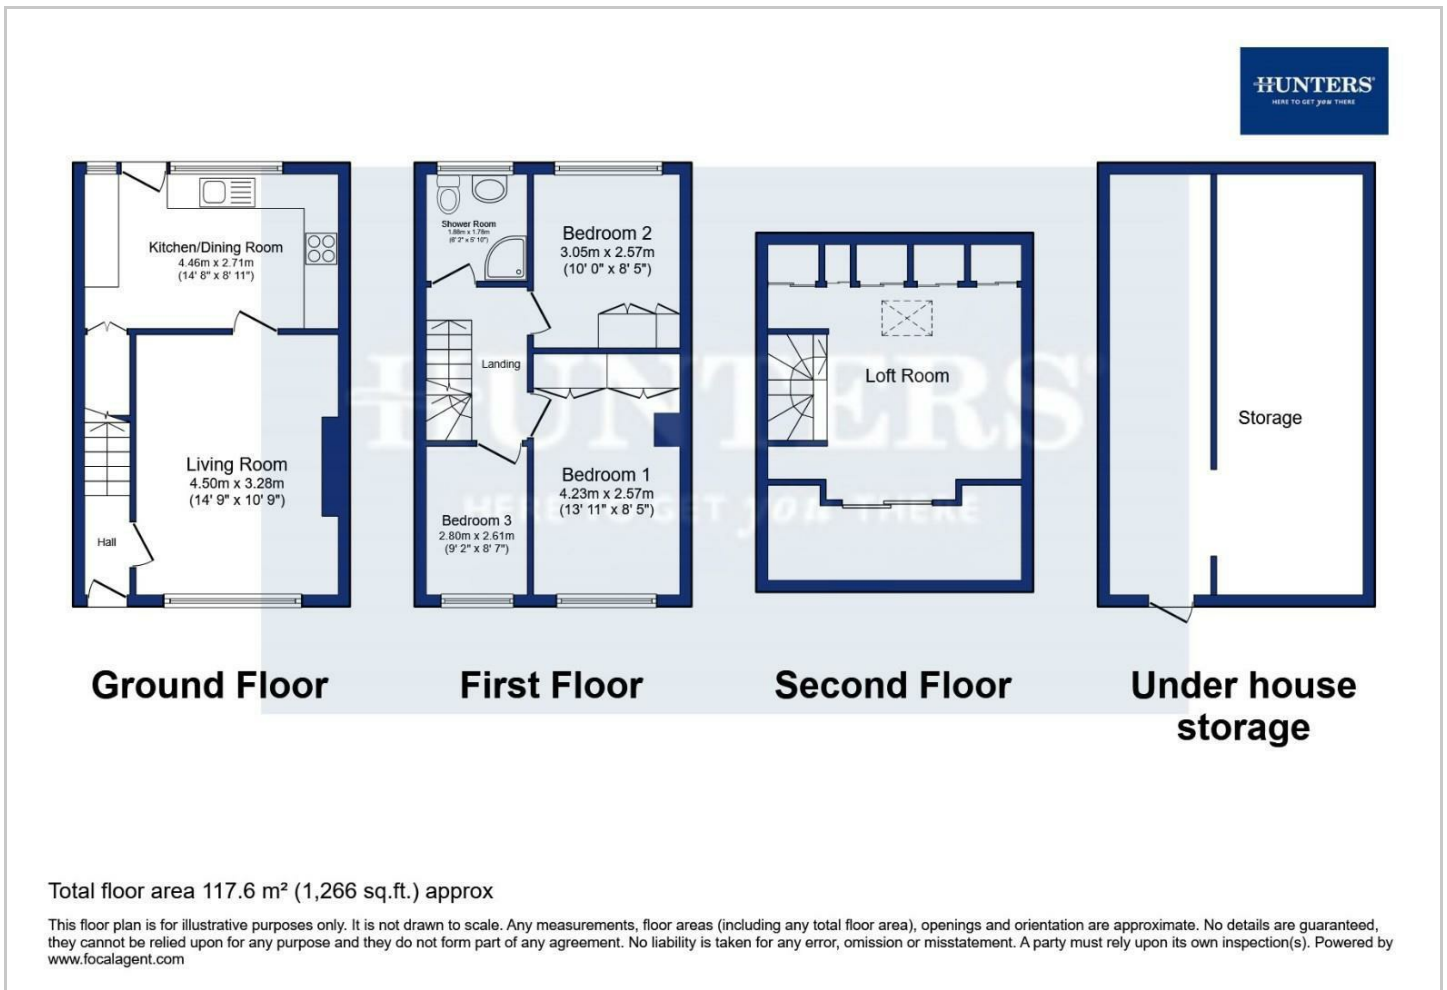 HUNTERS®
HERE TO GET you THERE
Kitchen/Dining Room
4.46m x 2.71m
(14' 8" x 8' 11")
Living Room
4.50m x 3.28m
(14' 9" x 10' 9")
Hall
Shower Room
1.88m x 1.78m
(6' 2" x 5' 10")
Bedroom 2
3.05m x 2.57m
(10' 0" x 8' 5")
Landing
Bedroom 1
4.23m x 2.57m
(13' 11" x 8' 5")
Bedroom 3
2.80m x 2.61m
(9' 2" x 8' 7")
Loft Room
Storage
HUNTERS®
HERE TO GET you THERE
Ground Floor
First Floor
Second Floor
Under house
storage
Total floor area 117.6 m² (1,266 sq.ft.) approx
This floor plan is for illustrative purposes only. It is not drawn to scale. Any measurements, floor areas (including any total floor area), openings and orientation are approximate. No details are guaranteed,
they cannot be relied upon for any purpose and they do not form part of any agreement. No liability is taken for any error, omission or misstatement. A party must rely upon its own inspection(s). Powered by
www.focalagent.com